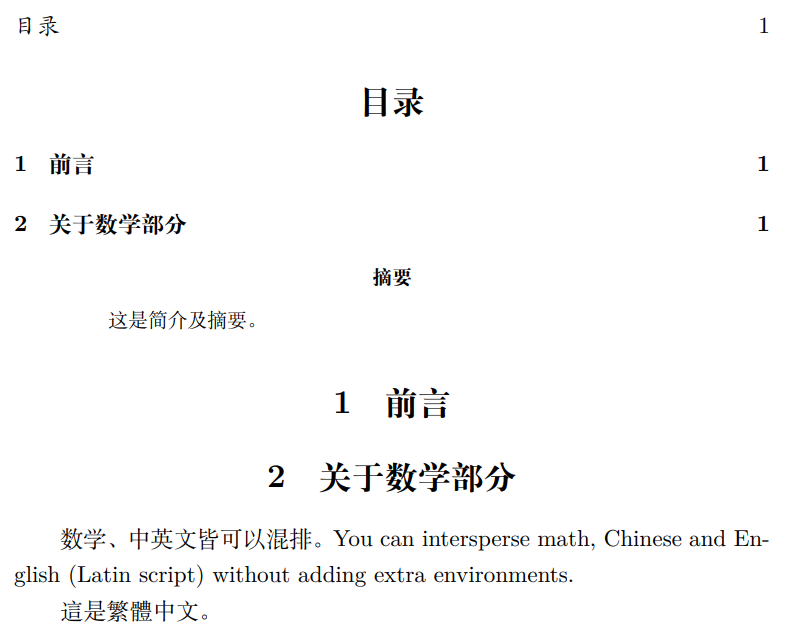 目录 1
目录
1 前言 1
2 关于数学部分 1
摘要
这是简介及摘要。
1 前言
2 关于数学部分
数学、中英文皆可以混排。You can intersperse math, Chinese and En-
glish (Latin script) without adding extra environments.
這是繁體中文。